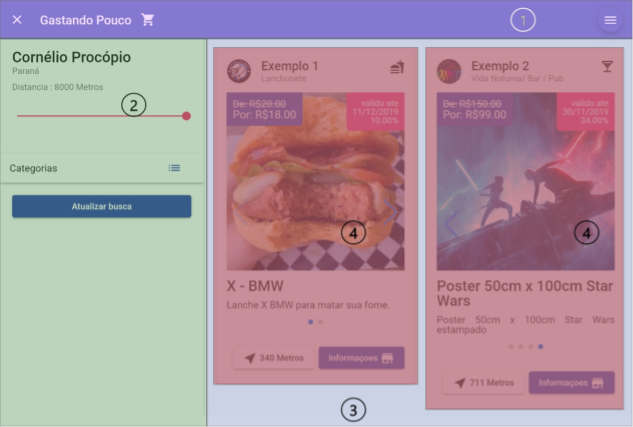 Gastando Pouco
1
Cornélio Procópio
Paraná
Distancia : 8000 Metros
2
Categorias
Atualizar busca
Exemplo 1
Lanchonete
De: R$20.00
Por: R$18.00
valido ate
11/12/2019
10.00%
4
X - BMW
Lanche X BMW para matar sua fome.
340 Metros
Informaçoes
Exemplo 2
Vida Noturna/ Bar / Pub
De: R$150.00
Por: R$99.00
valido ate
30/11/2019
34.00%
4
Poster 50cm x 100cm Star
Wars
Poster 50cm x 100cm Star Wars
estampado
711 Metros
Informaçoes
3